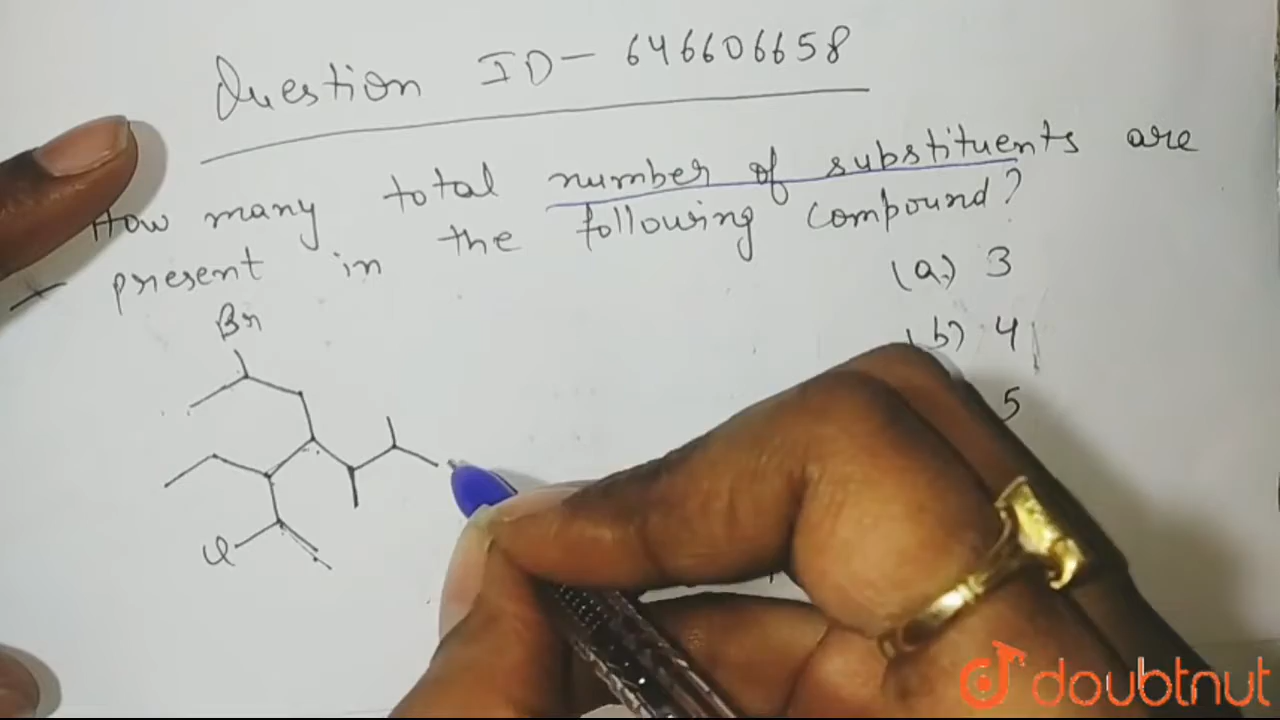 Question ID - 646606658
How many total number of substituents are
present in the following compound?
(a.) 3
(b.) 4
5
Br
Cl
doubtnut